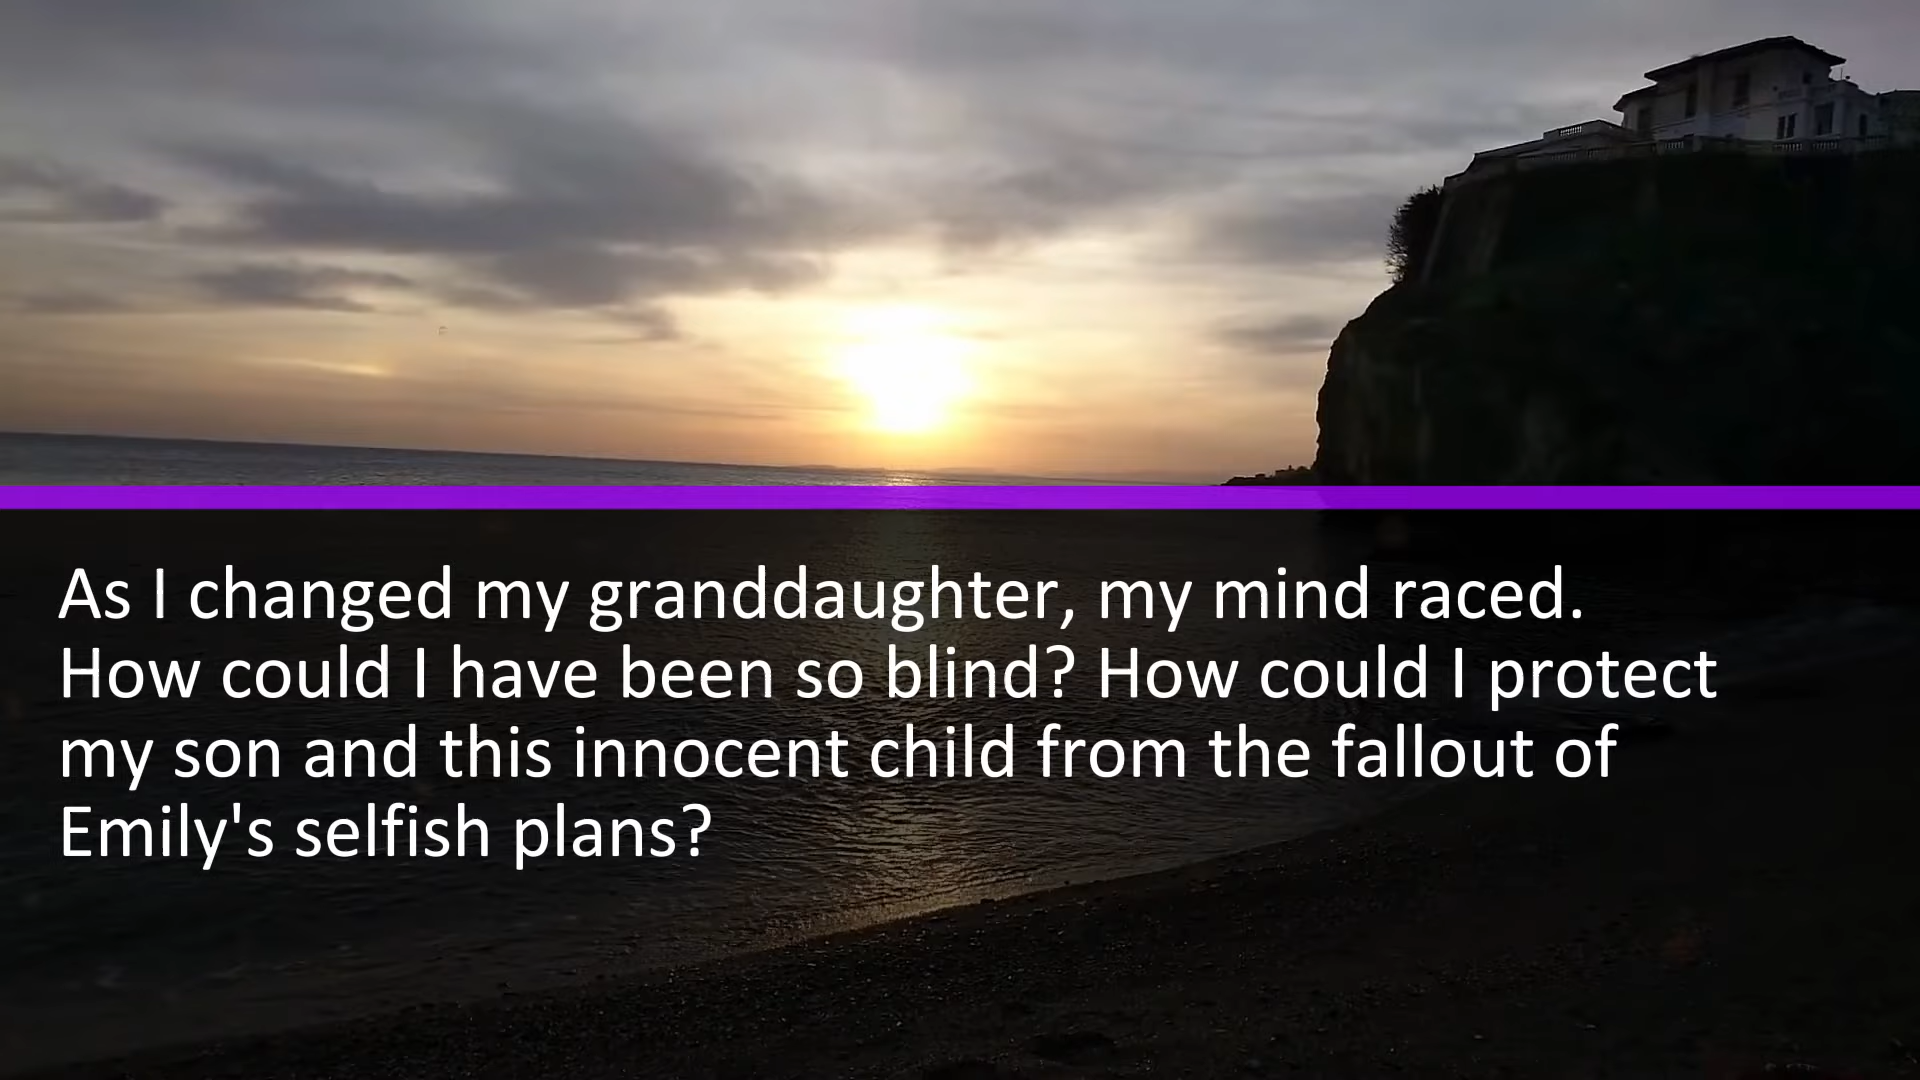 As I changed my granddaughter, my mind raced.
How could I have been so blind? How could I protect
my son and this innocent child from the fallout of
Emily's selfish plans?